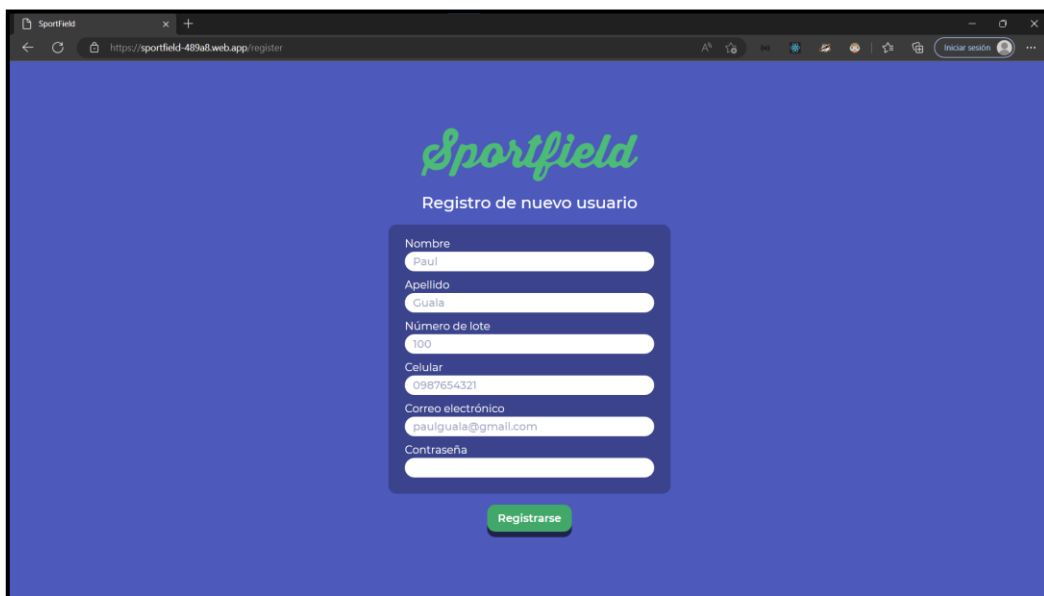 SportField
https://sportfield-489a8.web.app/register
Iniciar sesión
Sportfield
Registro de nuevo usuario
Nombre
Paul
Apellido
Guala
Número de lote
100
Celular
0987654321
Correo electrónico
paulguala@gmail.com
Contraseña
Registrarse